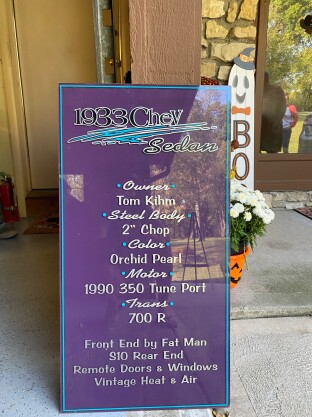 1933 Chev
Sedan
Owner
Tom Kihm
Steel Body
2" Chop
Color
Orchid Pearl
Motor
1990 350 Tune Port
Trans
700 R
Front End by Fat Man
S10 Rear End
Remote Doors & Windows
Vintage Heat & Air
BO